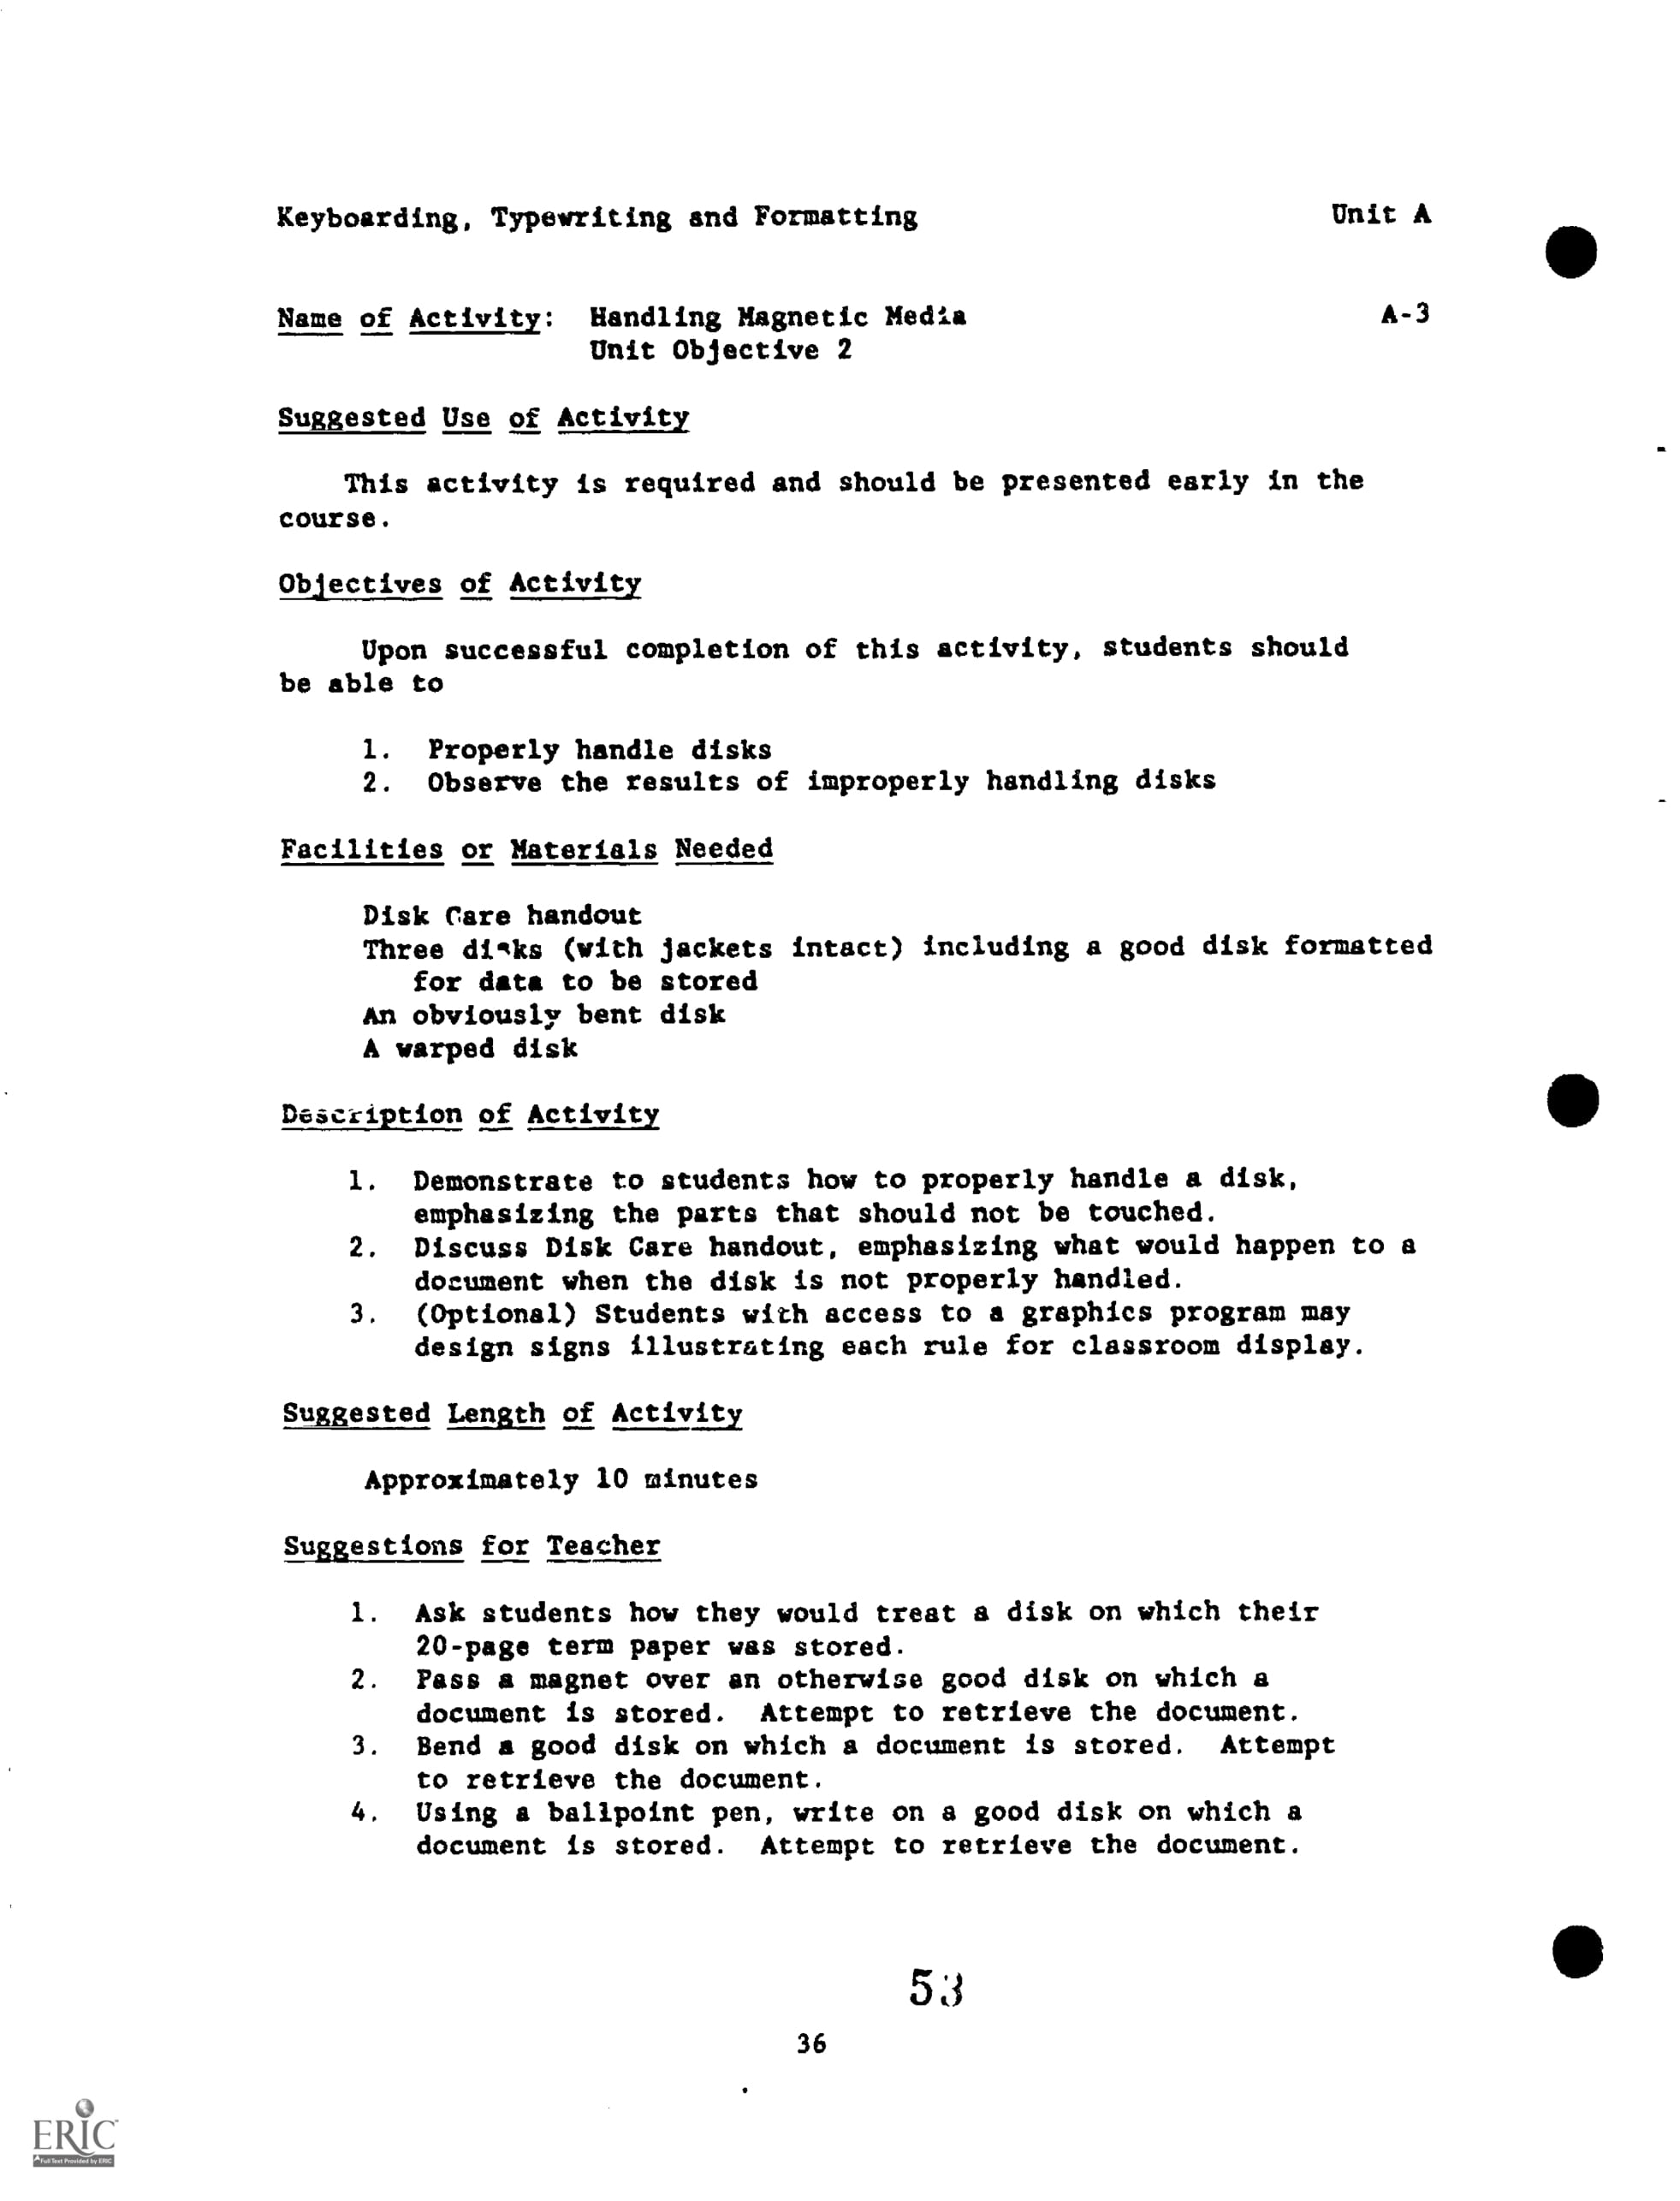 Keyboarding, Typewriting and Formatting Unit A
Name of Activity: Handling Magnetic Media A-3
Unit Objective 2
Suggested Use of Activity
This activity is required and should be presented early in the
course.
Objectives of Activity
Upon successful completion of this activity, students should
be able to
1. Properly handle disks
2. Observe the results of improperly handling disks
Facilities or Materials Needed
Disk Care handout
Three disks (with jackets intact) including a good disk formatted
for data to be stored
An obviously bent disk
A warped disk
Description of Activity
1. Demonstrate to students how to properly handle a disk,
emphasizing the parts that should not be touched.
2. Discuss Disk Care handout, emphasizing what would happen to a
document when the disk is not properly handled.
3. (Optional) Students with access to a graphics program may
design signs illustrating each rule for classroom display.
Suggested Length of Activity
Approximately 10 minutes
Suggestions for Teacher
1. Ask students how they would treat a disk on which their
20-page term paper was stored.
2. Pass a magnet over an otherwise good disk on which a
document is stored. Attempt to retrieve the document.
3. Bend a good disk on which a document is stored. Attempt
to retrieve the document.
4. Using a ballpoint pen, write on a good disk on which a
document is stored. Attempt to retrieve the document.
53
36
ERIC
Full Text Provided by ERIC